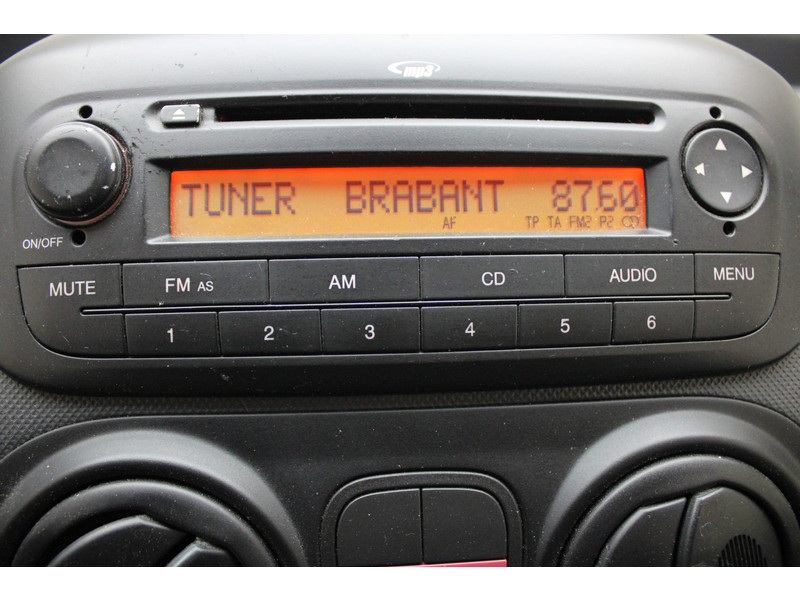 mp3
TUNER BRABANT 87.60
AF TP TA FM2 P2 CD
ON/OFF
MUTE FM AS AM CD AUDIO MENU
1 2 3 4 5 6